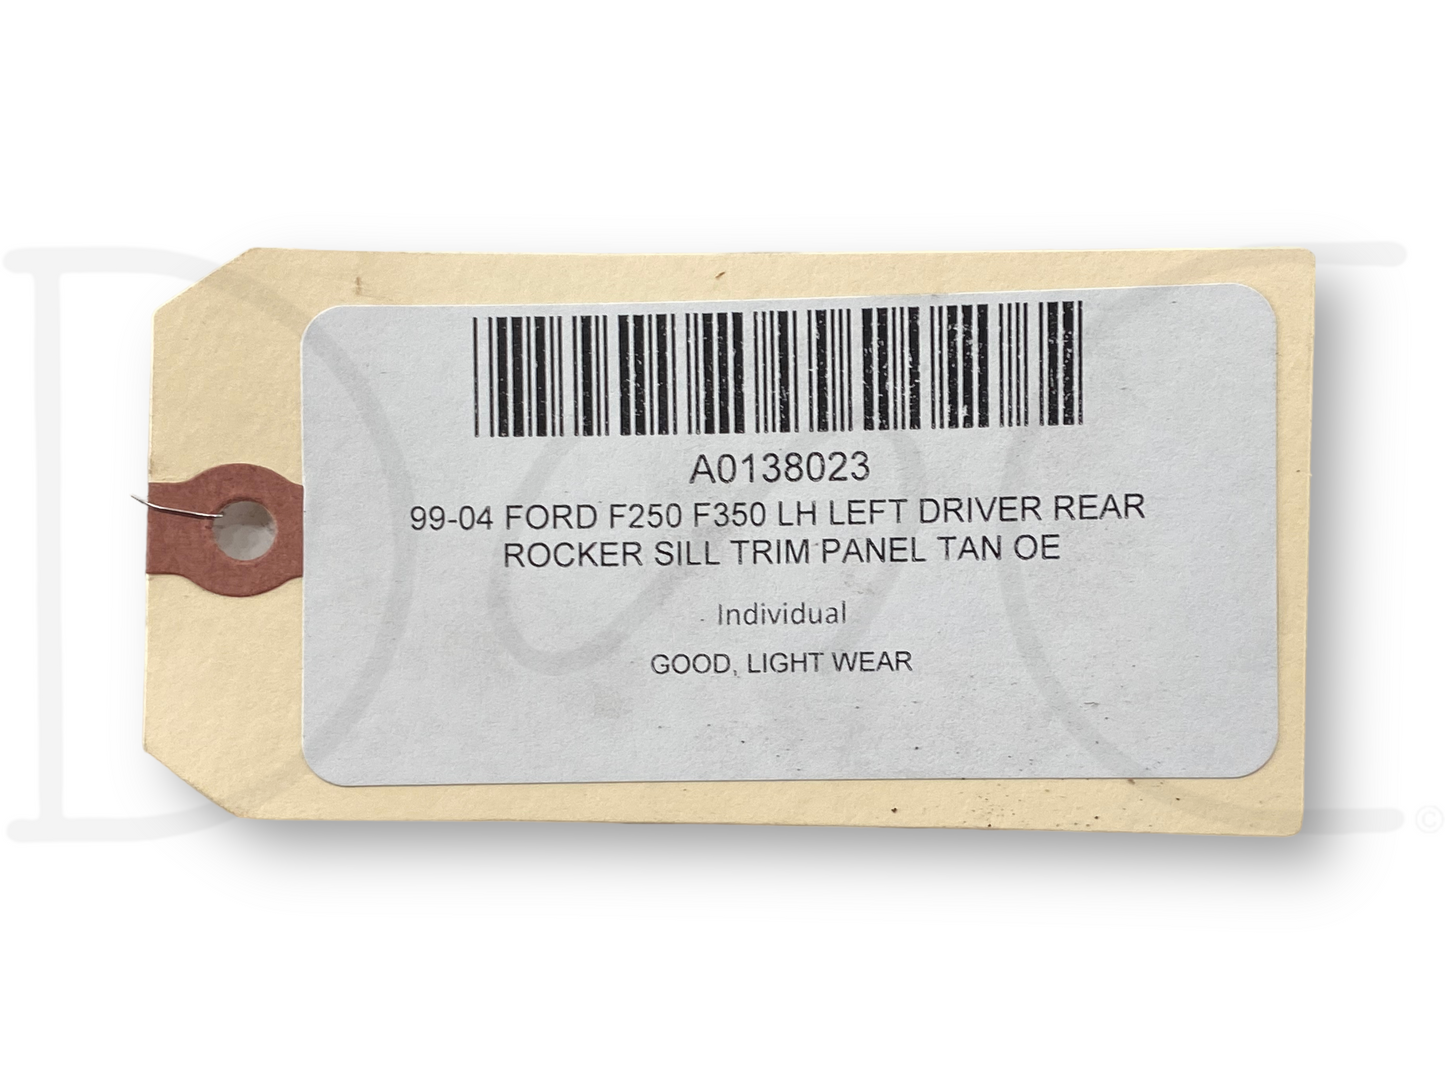 A0138023
99-04 FORD F250 F350 LH LEFT DRIVER REAR
ROCKER SILL TRIM PANEL TAN OE
Individual
GOOD, LIGHT WEAR
D&C
©